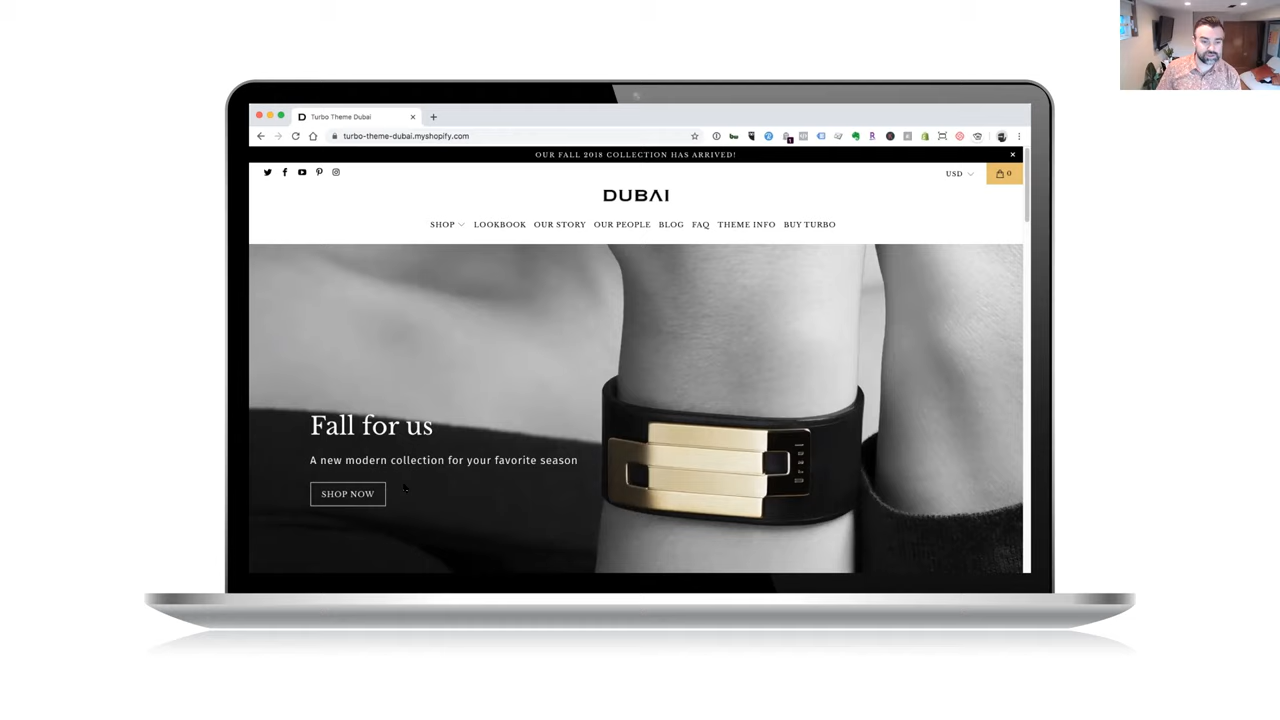 D Turbo Theme Dubai
turbo-theme-dubai.myshopify.com
OUR FALL 2018 COLLECTION HAS ARRIVED!
USD
0
DUBAI
SHOP LOOKBOOK OUR STORY OUR PEOPLE BLOG FAQ THEME INFO BUY TURBO
Fall for us
A new modern collection for your favorite season
SHOP NOW